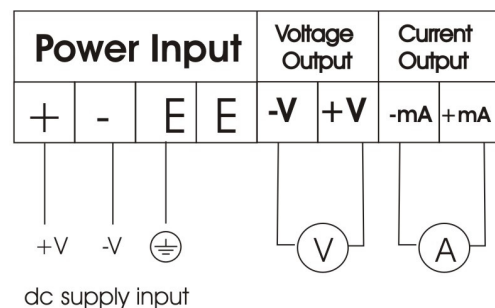 Power Input
Voltage Output
Current Output
+ - E E -V +V -mA +mA
+V -V
V A
dc supply input